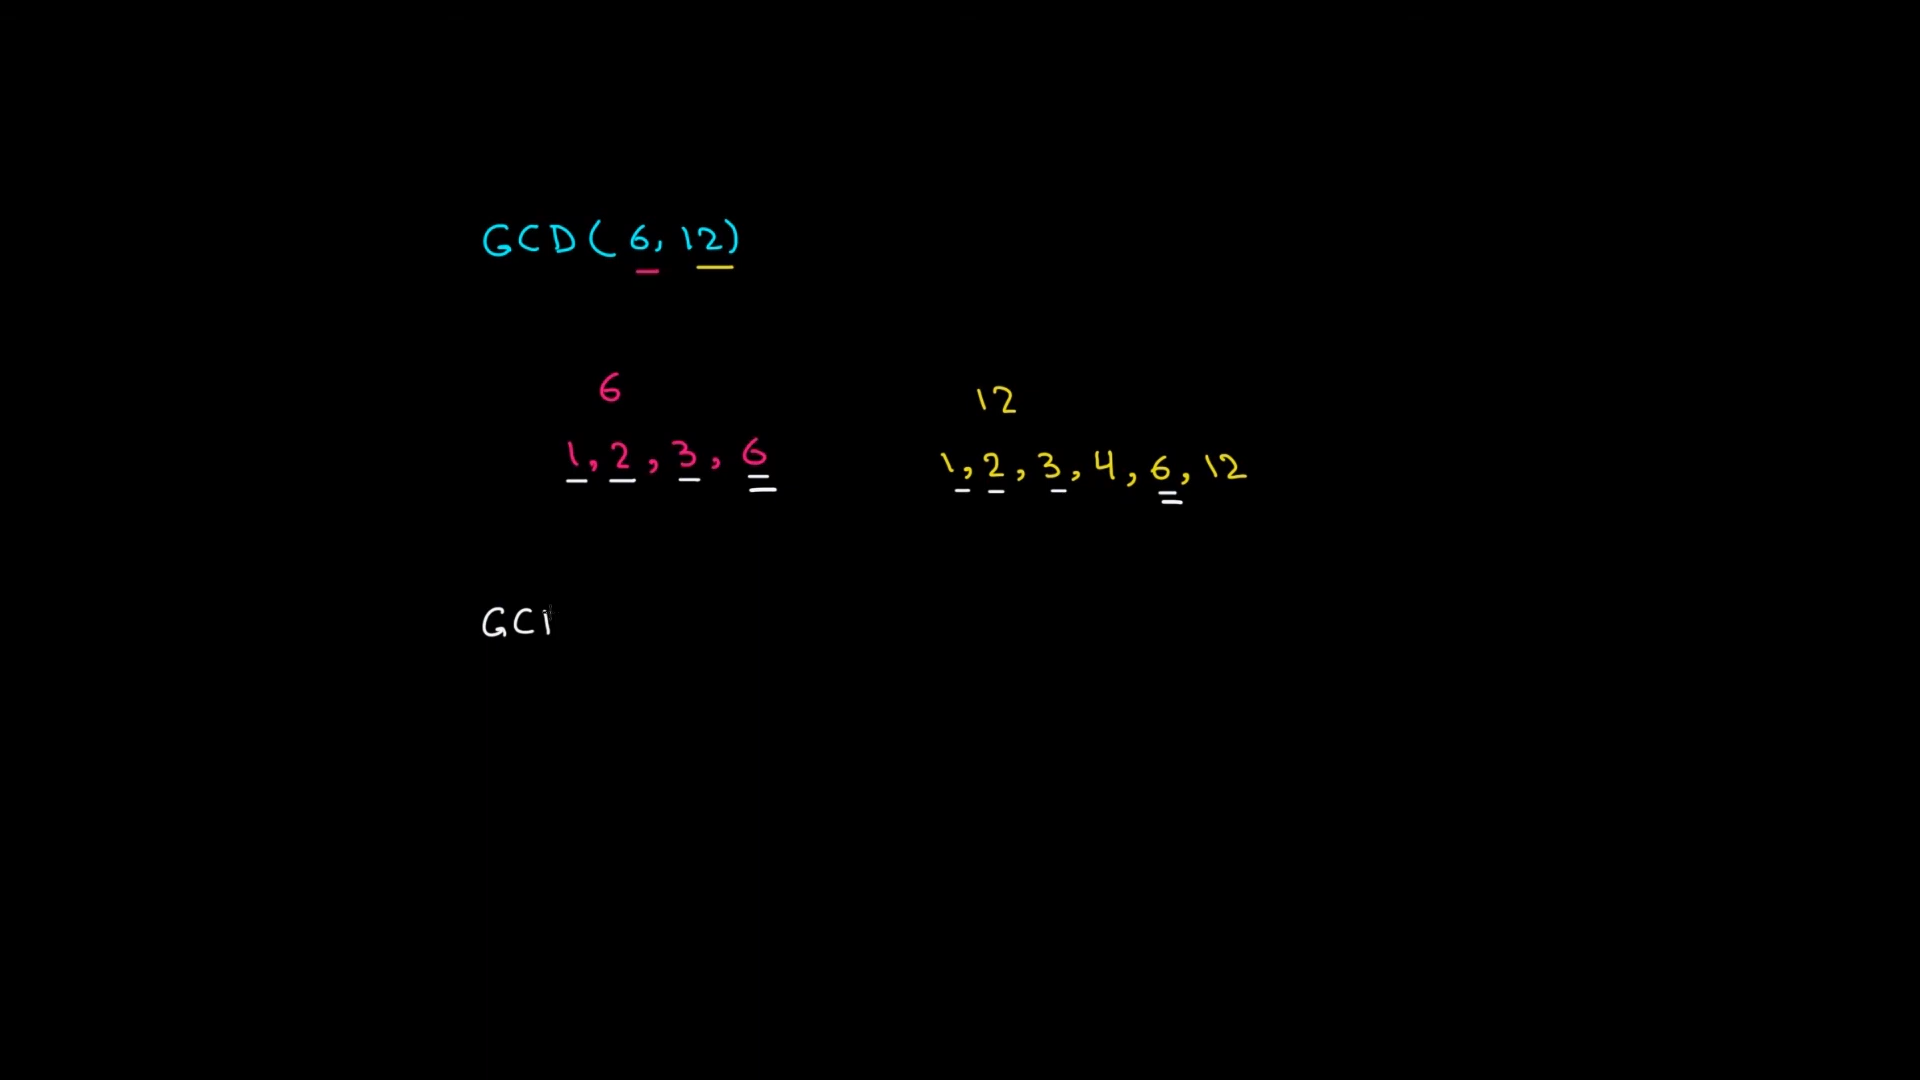 GCD(6, 12)
6 12
1, 2, 3, 6 1, 2, 3, 4, 6, 12
GC